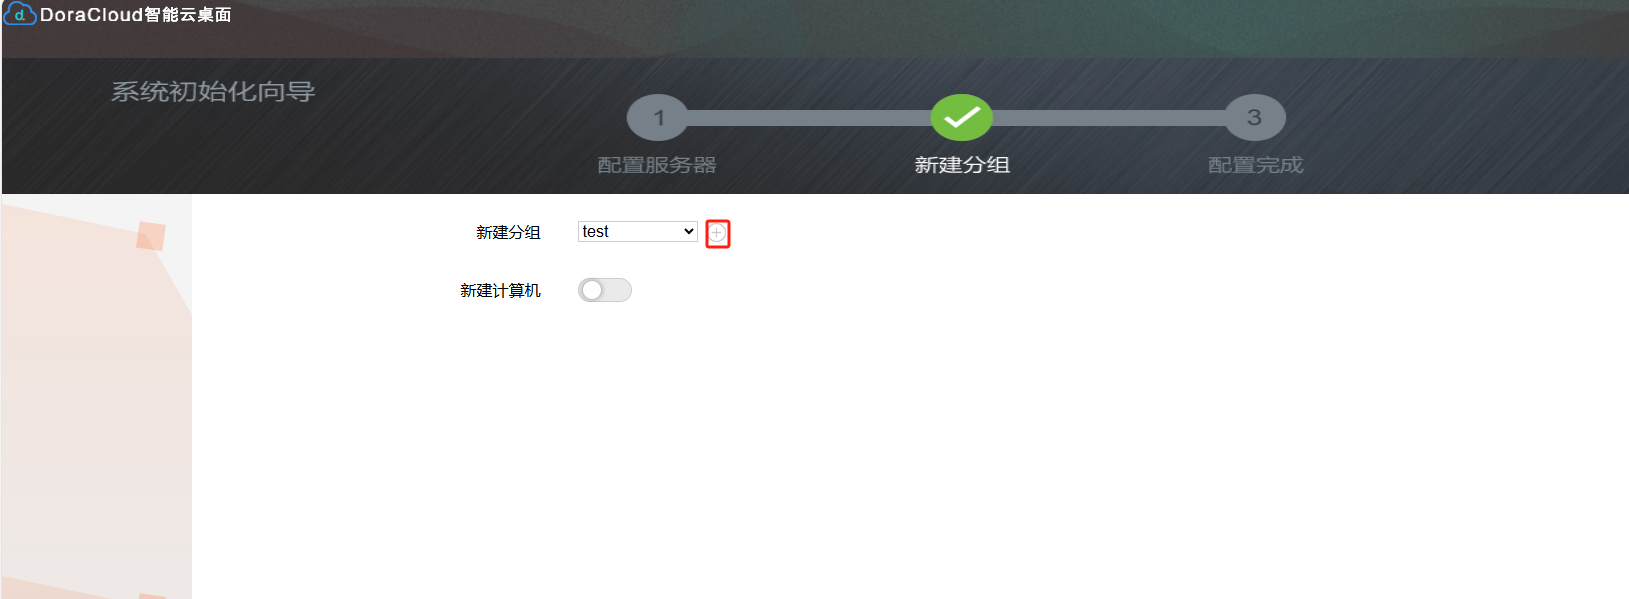 DoraCloud智能云桌面
系统初始化向导
1
3
配置服务器
新建分组
配置完成
新建分组
test
新建计算机